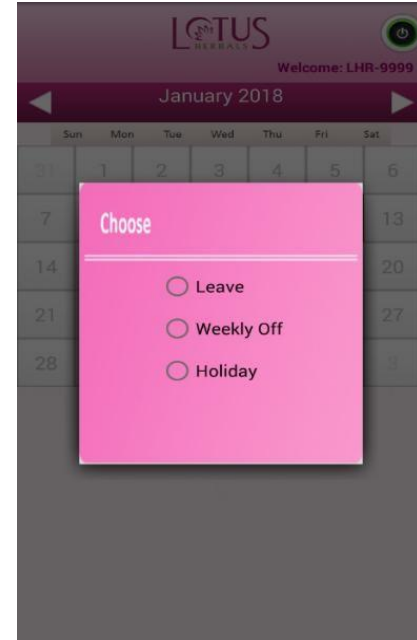 LOTUS
HERBALS
Welcome: LHR-9999
January 2018
Sun Mon Tue Wed Thu Fri Sat
31 1 2 3 4 5 6
7 13
14 20
21 27
28 3
Choose
Leave
Weekly Off
Holiday